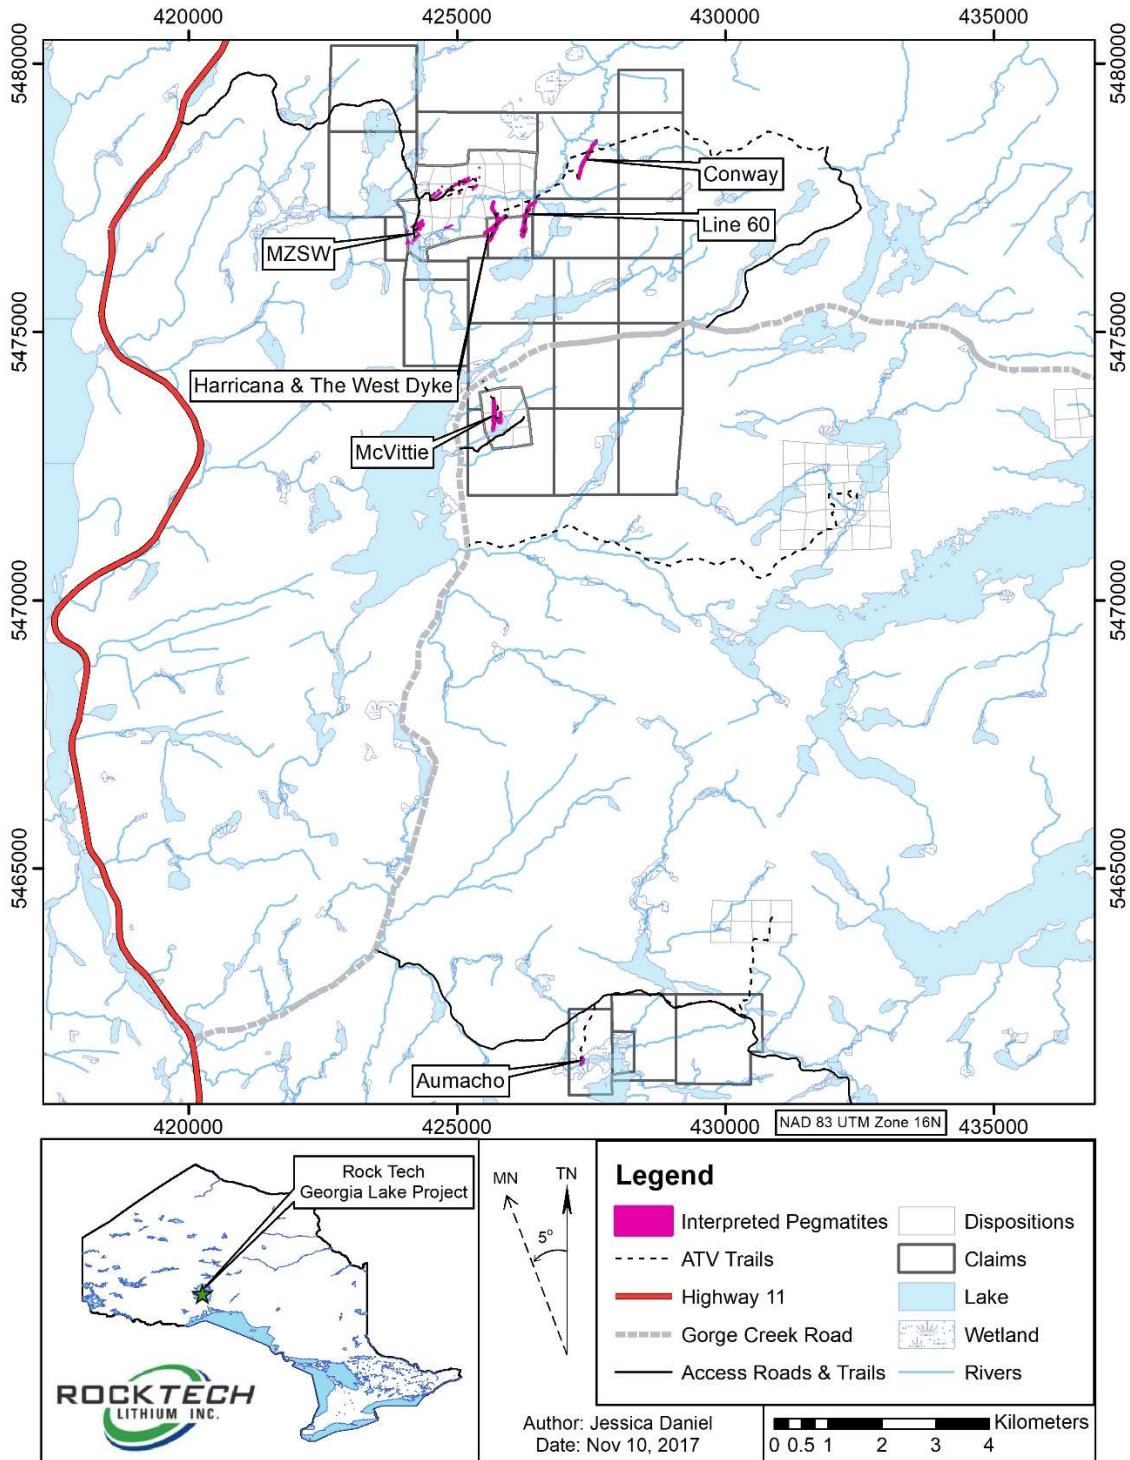 420000
425000
430000
435000
5480000
5480000
Conway
Line 60
MZSW
5475000
5475000
Harricana & The West Dyke
McVittie
5470000
5470000
5465000
5465000
Aumacho
420000
425000
430000
NAD 83 UTM Zone 16N
435000
Rock Tech
Georgia Lake Project
ROCKTECH
LITHIUM INC.
MN
TN
5°
Author: Jessica Daniel
Date: Nov 10, 2017
Legend
Interpreted Pegmatites
Dispositions
ATV Trails
Claims
Highway 11
Lake
Gorge Creek Road
Wetland
Access Roads & Trails
Rivers
Kilometers
0 0.5 1 2 3 4